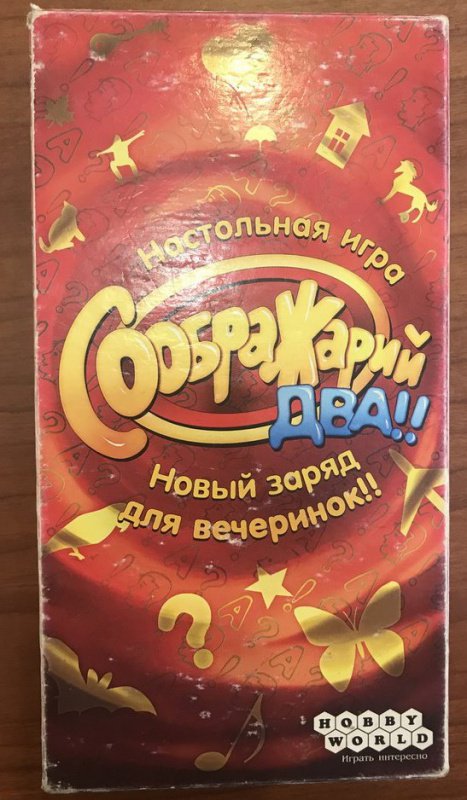 Настольная игра
Соображарий
ДВА!!
Новый заряд
для вечеринок!!
HOBBY
WORLD
Играть интересно